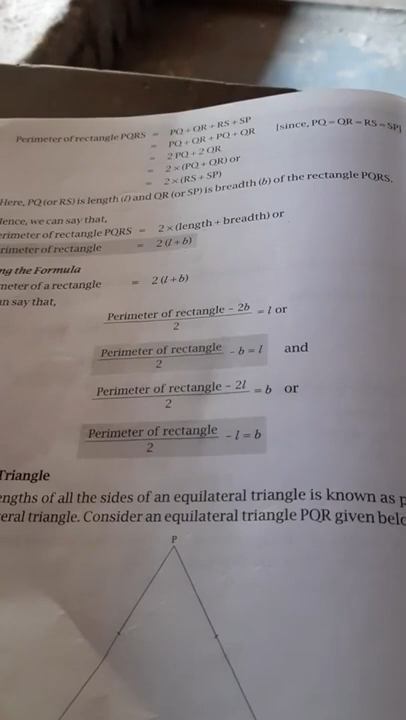 Perimeter of rectangle PQRS = PQ + QR + RS + SP
= PQ + QR + PQ + QR [since, PQ = QR = RS = SP]
= 2 PQ + 2 QR
= 2 × (PQ + QR) or
= 2 × (RS + SP)
Here, PQ (or RS) is length (l) and QR (or SP) is breadth (b) of the rectangle PQRS.
lence, we can say that,
erimeter of rectangle PQRS = 2 × (length + breadth) or
rimeter of rectangle = 2 (l + b)
ng the Formula
meter of a rectangle = 2 (l + b)
an say that,
Perimeter of rectangle − 2b
= l or
2
Perimeter of rectangle
− b = l and
2
Perimeter of rectangle − 2l
= b or
2
Perimeter of rectangle
− l = b
2
Triangle
engths of all the sides of an equilateral triangle is known as p
eral triangle. Consider an equilateral triangle PQR given belo
P